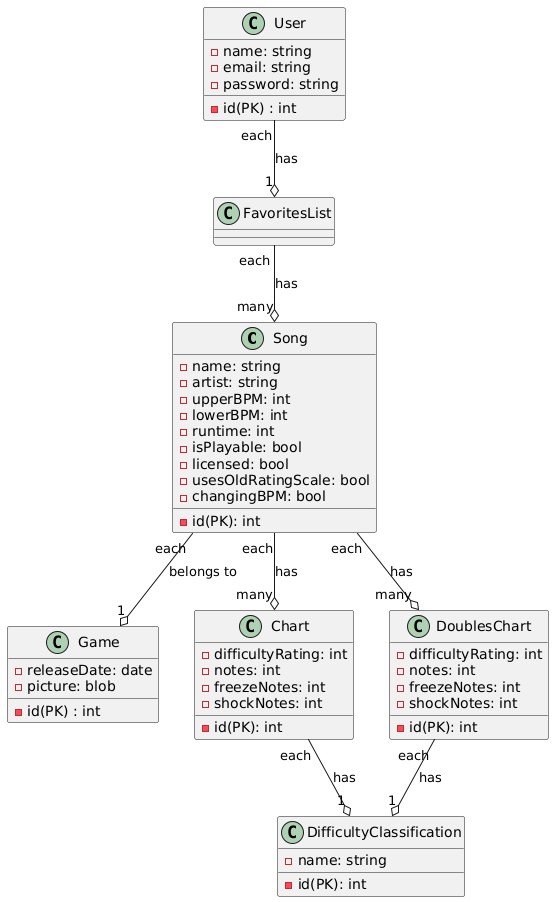 C User
name: string
email: string
password: string
id(PK) : int
each
has
1
C FavoritesList
each
has
many
C Song
name: string
artist: string
upperBPM: int
lowerBPM: int
runtime: int
isPlayable: bool
licensed: bool
usesOldRatingScale: bool
changingBPM: bool
id(PK): int
each each each
belongs to has has
1 many many
C Game
releaseDate: date
picture: blob
id(PK) : int
C Chart
difficultyRating: int
notes: int
freezeNotes: int
shockNotes: int
id(PK): int
C DoublesChart
difficultyRating: int
notes: int
freezeNotes: int
shockNotes: int
id(PK): int
each each
has has
1 1
C DifficultyClassification
name: string
id(PK): int